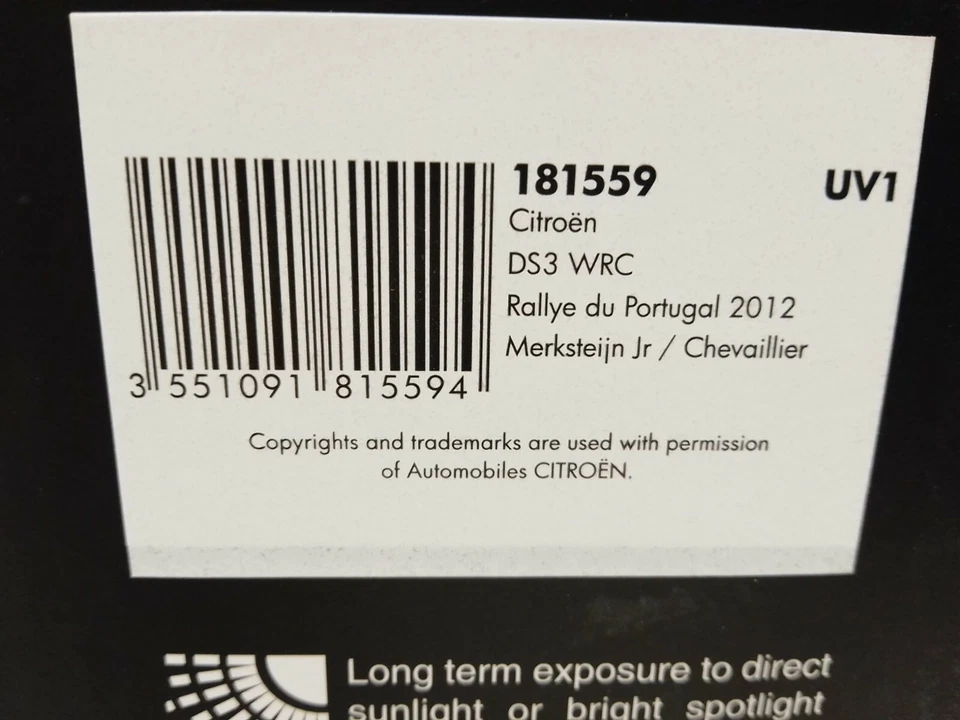 181559 UV1
Citroën
DS3 WRC
Rallye du Portugal 2012
Merksteijn Jr / Chevaillier
3 551091 815594
Copyrights and trademarks are used with permission
of Automobiles CITROËN.
Long term exposure to direct
sunlight or bright spotlight